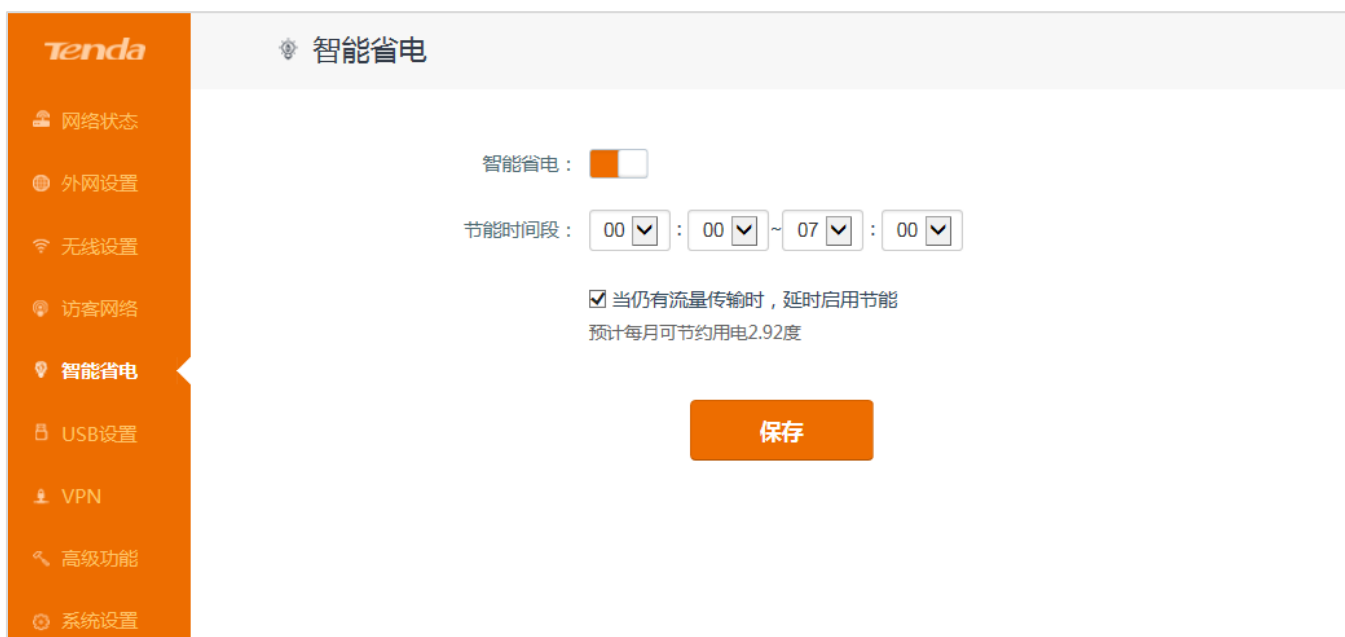 Tenda
智能省电
网络状态
外网设置
无线设置
访客网络
智能省电
USB设置
VPN
高级功能
系统设置
智能省电：
节能时间段： 00 : 00 ~ 07 : 00
当仍有流量传输时，延时启用节能
预计每月可节约用电2.92度
保存